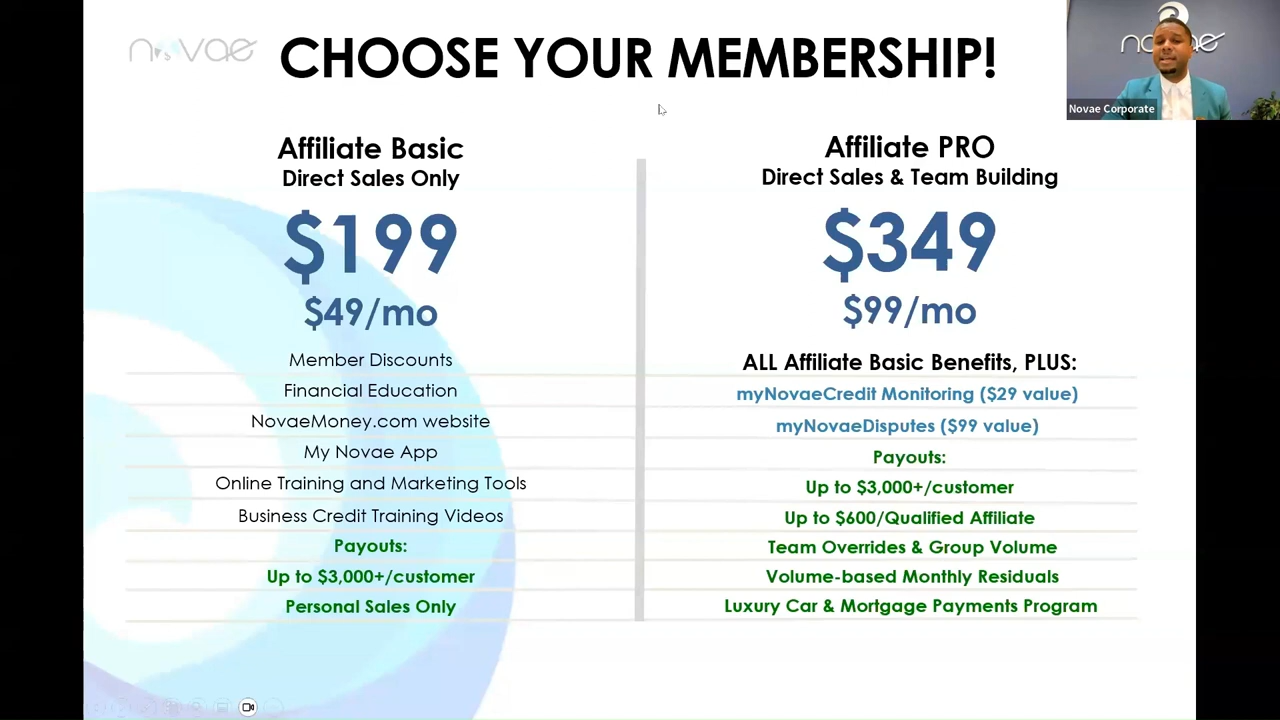 novae
CHOOSE YOUR MEMBERSHIP!
novae
Novae Corporate
Affiliate Basic
Direct Sales Only
$199
$49/mo
Member Discounts
Financial Education
NovaeMoney.com website
My Novae App
Online Training and Marketing Tools
Business Credit Training Videos
Payouts:
Up to $3,000+/customer
Personal Sales Only
Affiliate PRO
Direct Sales & Team Building
$349
$99/mo
ALL Affiliate Basic Benefits, PLUS:
myNovaeCredit Monitoring ($29 value)
myNovaeDisputes ($99 value)
Payouts:
Up to $3,000+/customer
Up to $600/Qualified Affiliate
Team Overrides & Group Volume
Volume-based Monthly Residuals
Luxury Car & Mortgage Payments Program